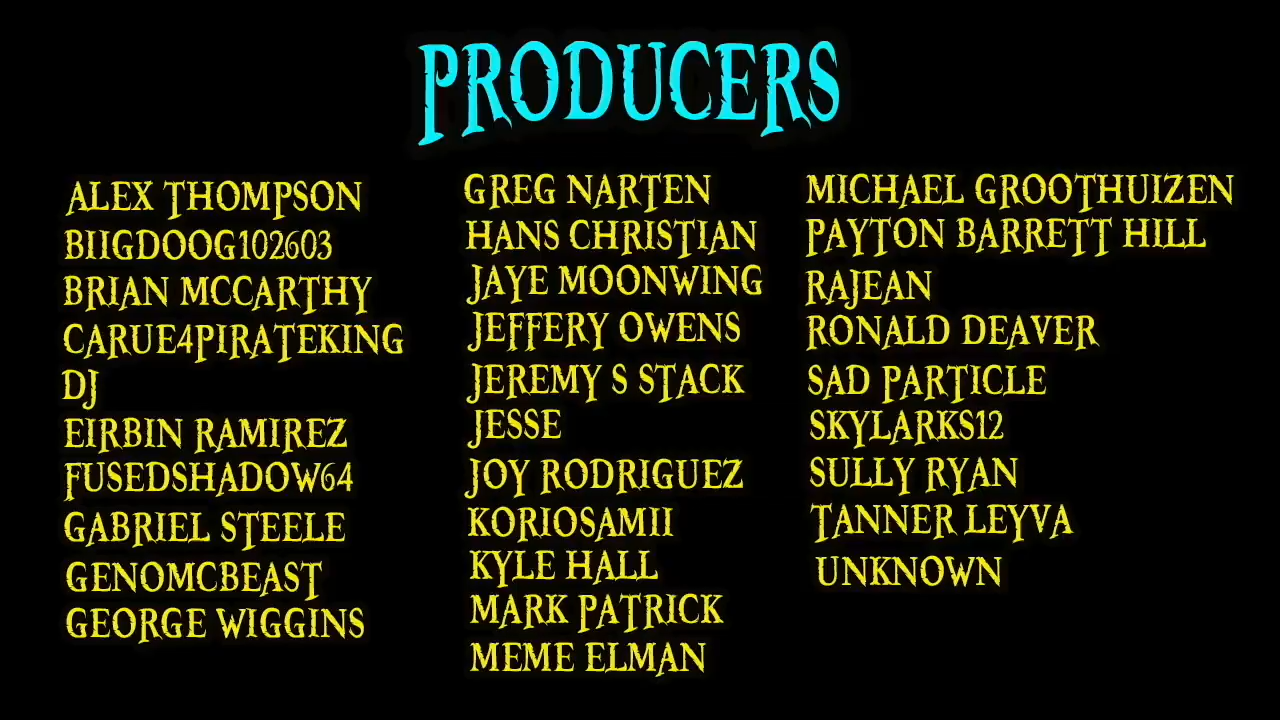 PRODUCERS
ALEX THOMPSON
BIIGDOOG102603
BRIAN MCCARTHY
CARUE4PIRATEKING
DJ
EIRBIN RAMIREZ
FUSEDSHADOW64
GABRIEL STEELE
GENOMCBEAST
GEORGE WIGGINS
GREG NARTEN
HANS CHRISTIAN
JAYE MOONWING
JEFFERY OWENS
JEREMY S STACK
JESSE
JOY RODRIGUEZ
KORIOSAMII
KYLE HALL
MARK PATRICK
MEME ELMAN
MICHAEL GROOTHUIZEN
PAYTON BARRETT HILL
RAJEAN
RONALD DEAVER
SAD PARTICLE
SKYLARKS12
SULLY RYAN
TANNER LEYVA
UNKNOWN